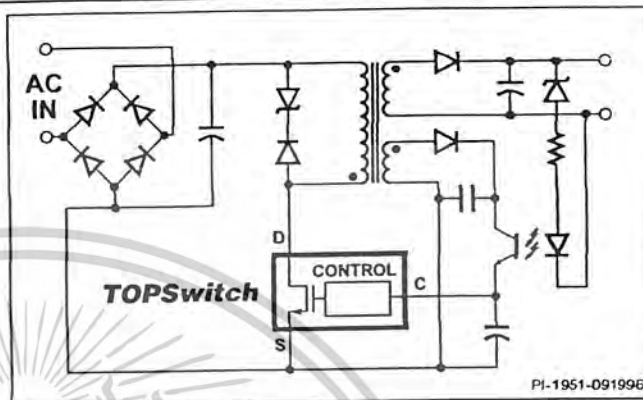 AC
IN
D
CONTROL
C
TOPSwitch
S
PI-1951-091996